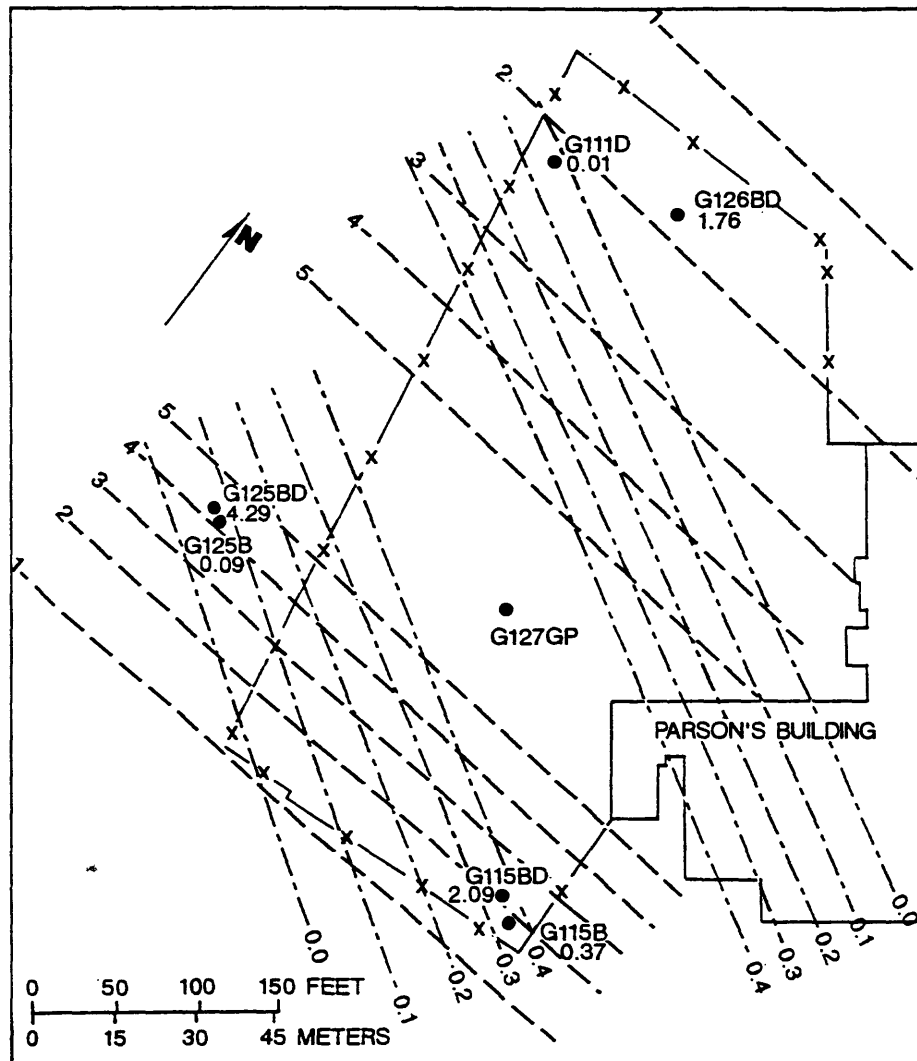 1
2
G111D
0.01
3
G126BD
1.76
4
N
5
5
4
G125BD
4.29
3
G125B
0.09
2
1
G127GP
PARSON'S BUILDING
G115BD
2.09
G115B
0.37
0.0
0.0
0.1
0.2
0.3
0.4
0.1
0.2
0.3
0.4
0 50 100 150 FEET
0 15 30 45 METERS